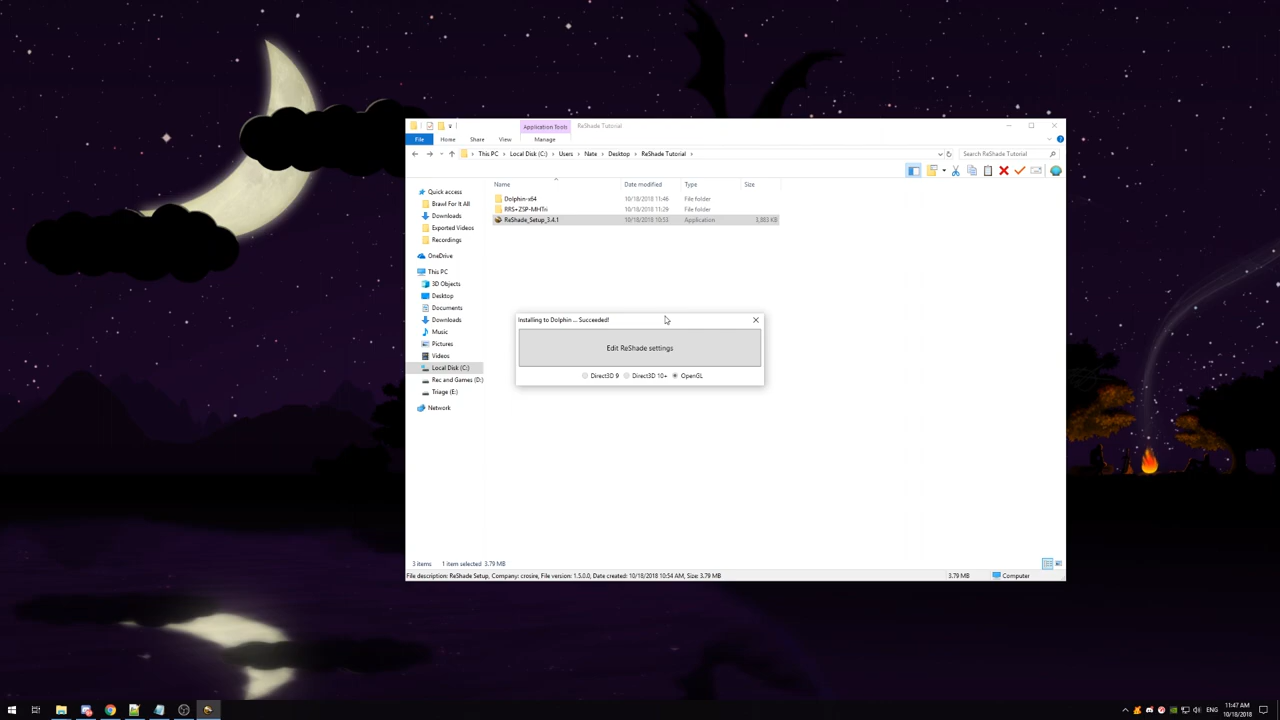 Application Tools
ReShade Tutorial
File
Home
Share
View
Manage
This PC
Local Disk (C:)
Users
Nate
Desktop
ReShade Tutorial
Search ReShade Tutorial
Name
Date modified
Type
Size
Quick access
Brawl For It All
Downloads
Exported Videos
Recordings
OneDrive
This PC
3D Objects
Desktop
Documents
Downloads
Music
Pictures
Videos
Local Disk (C:)
Rec and Games (D:)
Triage (E:)
Network
Dolphin-x64 10/18/2018 11:46 File folder
RRS+ZSP-MHTri 10/18/2018 11:29 File folder
ReShade_Setup_3.4.1 10/18/2018 10:53 Application 3,883 KB
Installing to Dolphin ... Succeeded!
Edit ReShade settings
Direct3D 9 Direct3D 10+ OpenGL
3 items 1 item selected 3.79 MB
File description: ReShade Setup, Company: crosire, File version: 1.5.0.0, Date created: 10/18/2018 10:54 AM, Size: 3.79 MB
3.79 MB
Computer
ENG
11:47 AM
10/18/2018